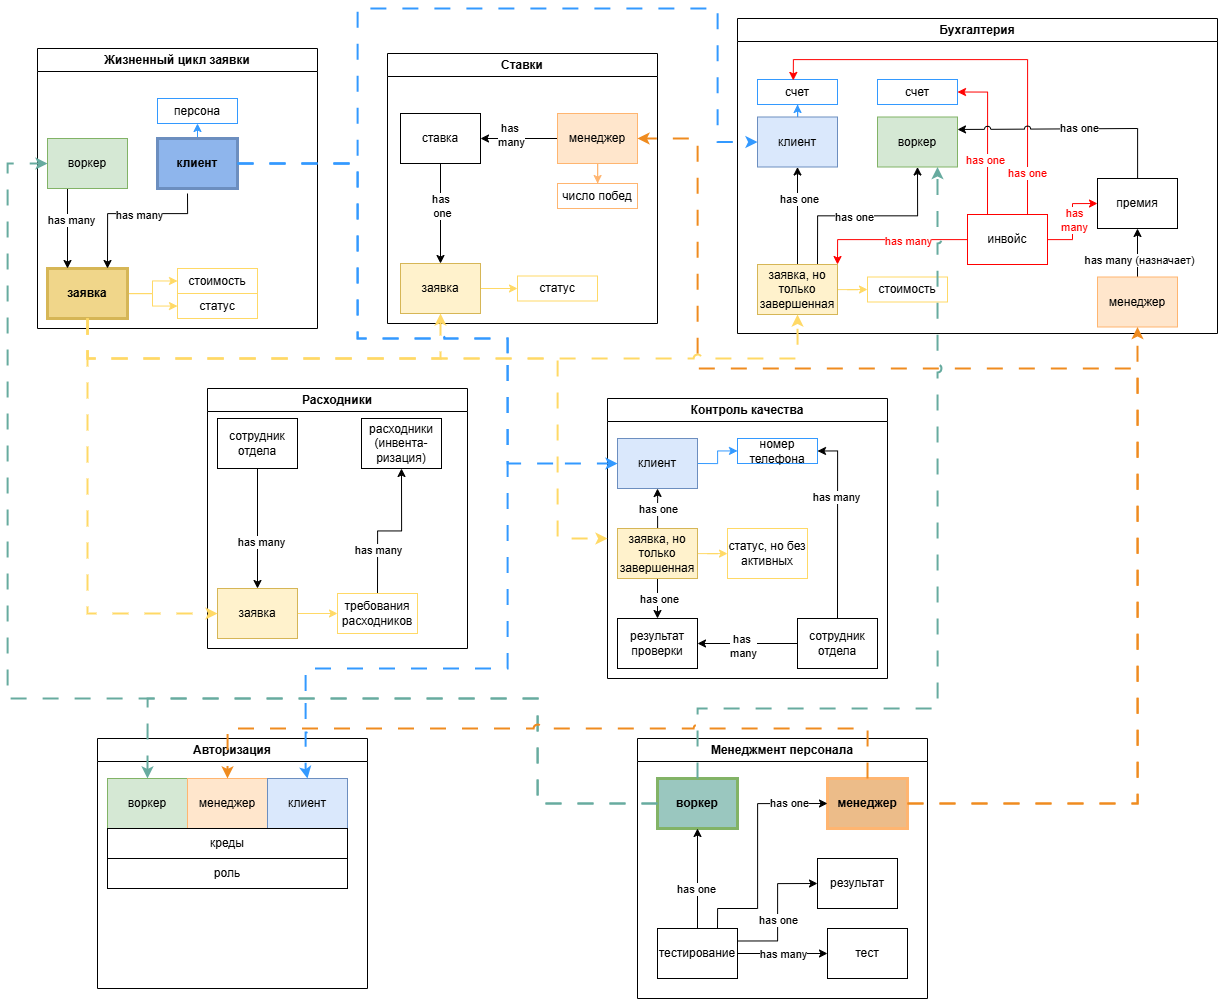 Жизненный цикл заявки
персона
воркер
клиент
has many
has many
заявка
стоимость
статус
Ставки
ставка
has
many
менеджер
число побед
has
one
заявка
статус
Бухгалтерия
счет
счет
клиент
воркер
has one
has one
has one
has one
has one
премия
has
many
инвойс
has many
has many (назначает)
заявка, но
только
завершенная
стоимость
менеджер
Расходники
сотрудник
отдела
расходники
(инвента-
ризация)
has many
has many
заявка
требования
расходников
Контроль качества
клиент
номер
телефона
has many
has one
заявка, но
только
завершенная
статус, но без
активных
has one
результат
проверки
has
many
сотрудник
отдела
Авторизация
воркер
менеджер
клиент
креды
роль
Менеджмент персонала
воркер
has one
менеджер
has one
результат
has one
тестирование
has many
тест